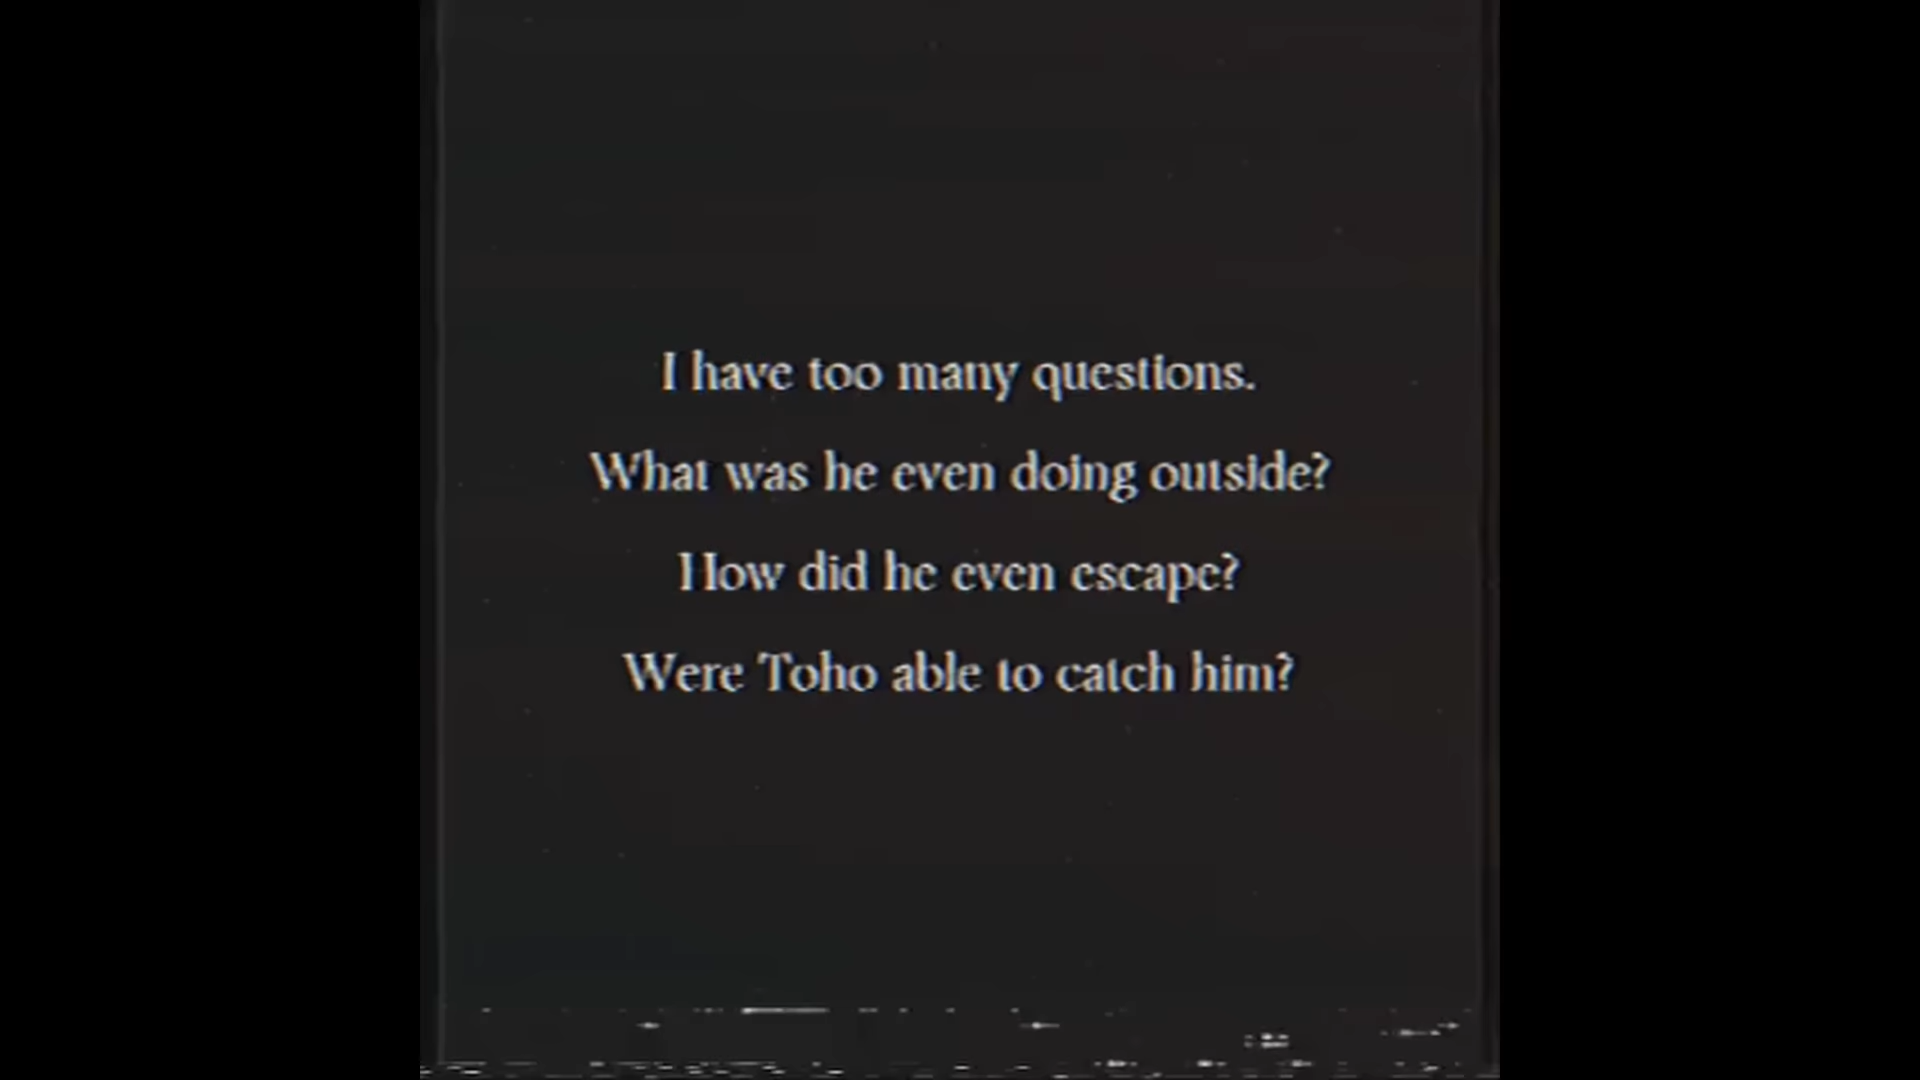 I have too many questions.
What was he even doing outside?
How did he even escape?
Were Toho able to catch him?